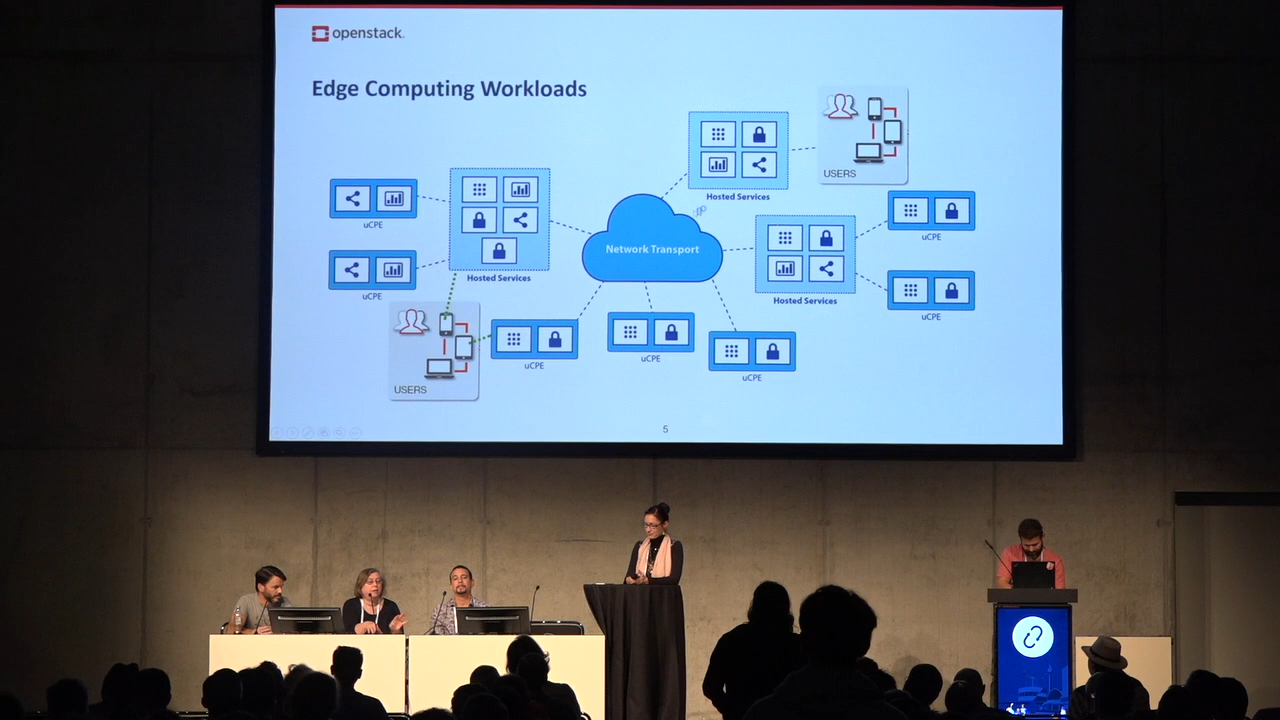 openstack.
Edge Computing Workloads
USERS
Hosted Services
uCPE
uCPE
Network Transport
Hosted Services
uCPE
Hosted Services
uCPE
uCPE
uCPE
uCPE
uCPE
USERS
5